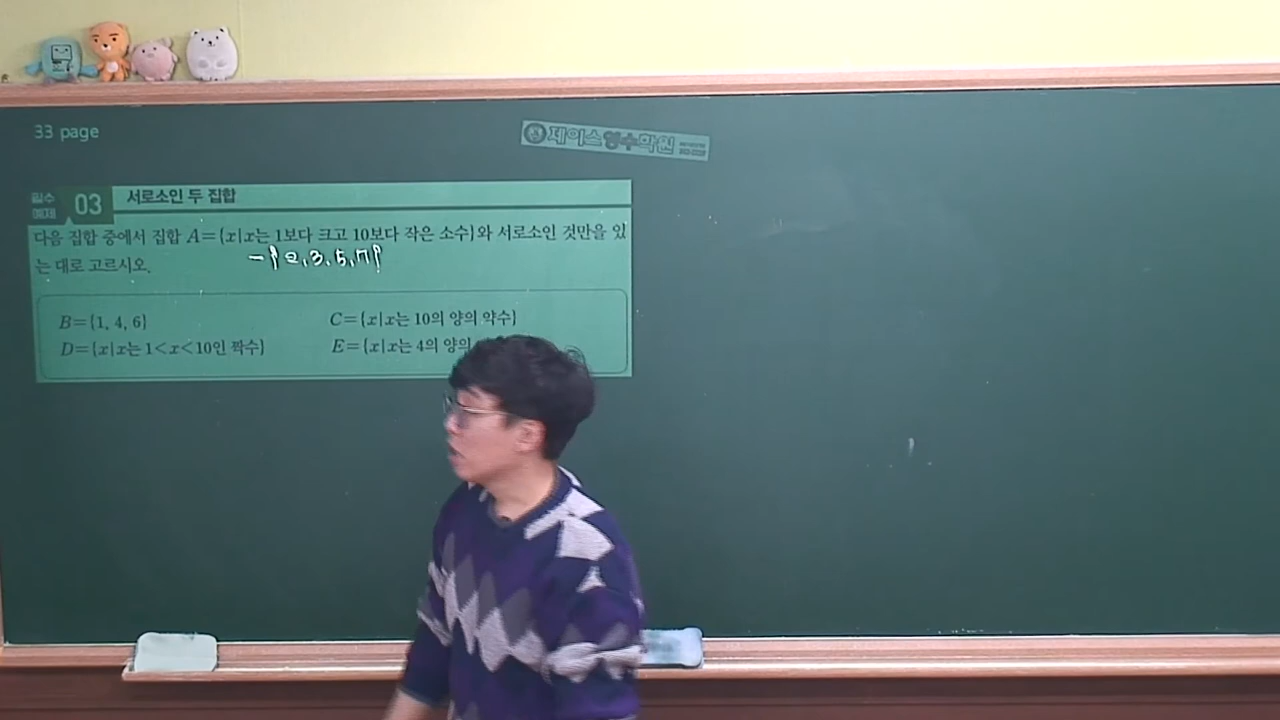 33 page
제이스영수학원
필수 예제 03 서로소인 두 집합
다음 집합 중에서 집합 A={x|x는 1보다 크고 10보다 작은 소수}와 서로소인 것만을 있
는 대로 고르시오.
-{2,3,5,7}
B={1, 4, 6} C={x|x는 10의 양의 약수}
D={x|x는 1<x<10인 짝수} E={x|x는 4의 양의